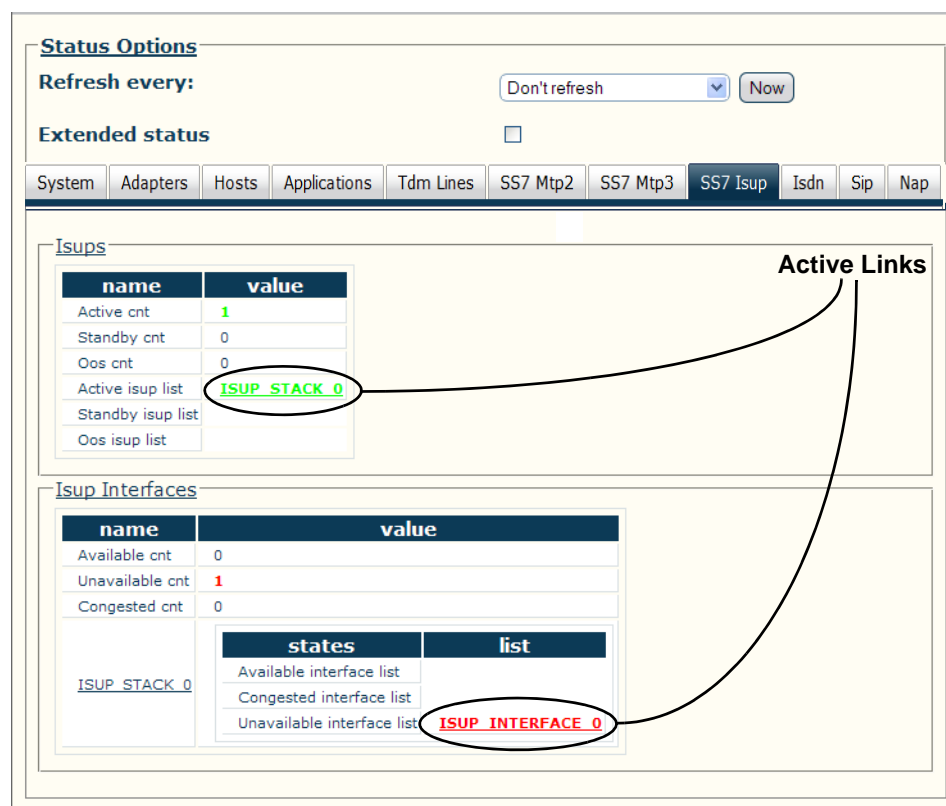 Status Options
Refresh every: Don't refresh Now
Extended status
System Adapters Hosts Applications Tdm Lines SS7 Mtp2 SS7 Mtp3 SS7 Isup Isdn Sip Nap
Isups
Active Links
name value
Active cnt 1
Standby cnt 0
Oos cnt 0
Active isup list ISUP_STACK_0
Standby isup list
Oos isup list
Isup Interfaces
name value
Available cnt 0
Unavailable cnt 1
Congested cnt 0
states list
Available interface list
ISUP_STACK_0
Congested interface list
Unavailable interface list ISUP_INTERFACE_0